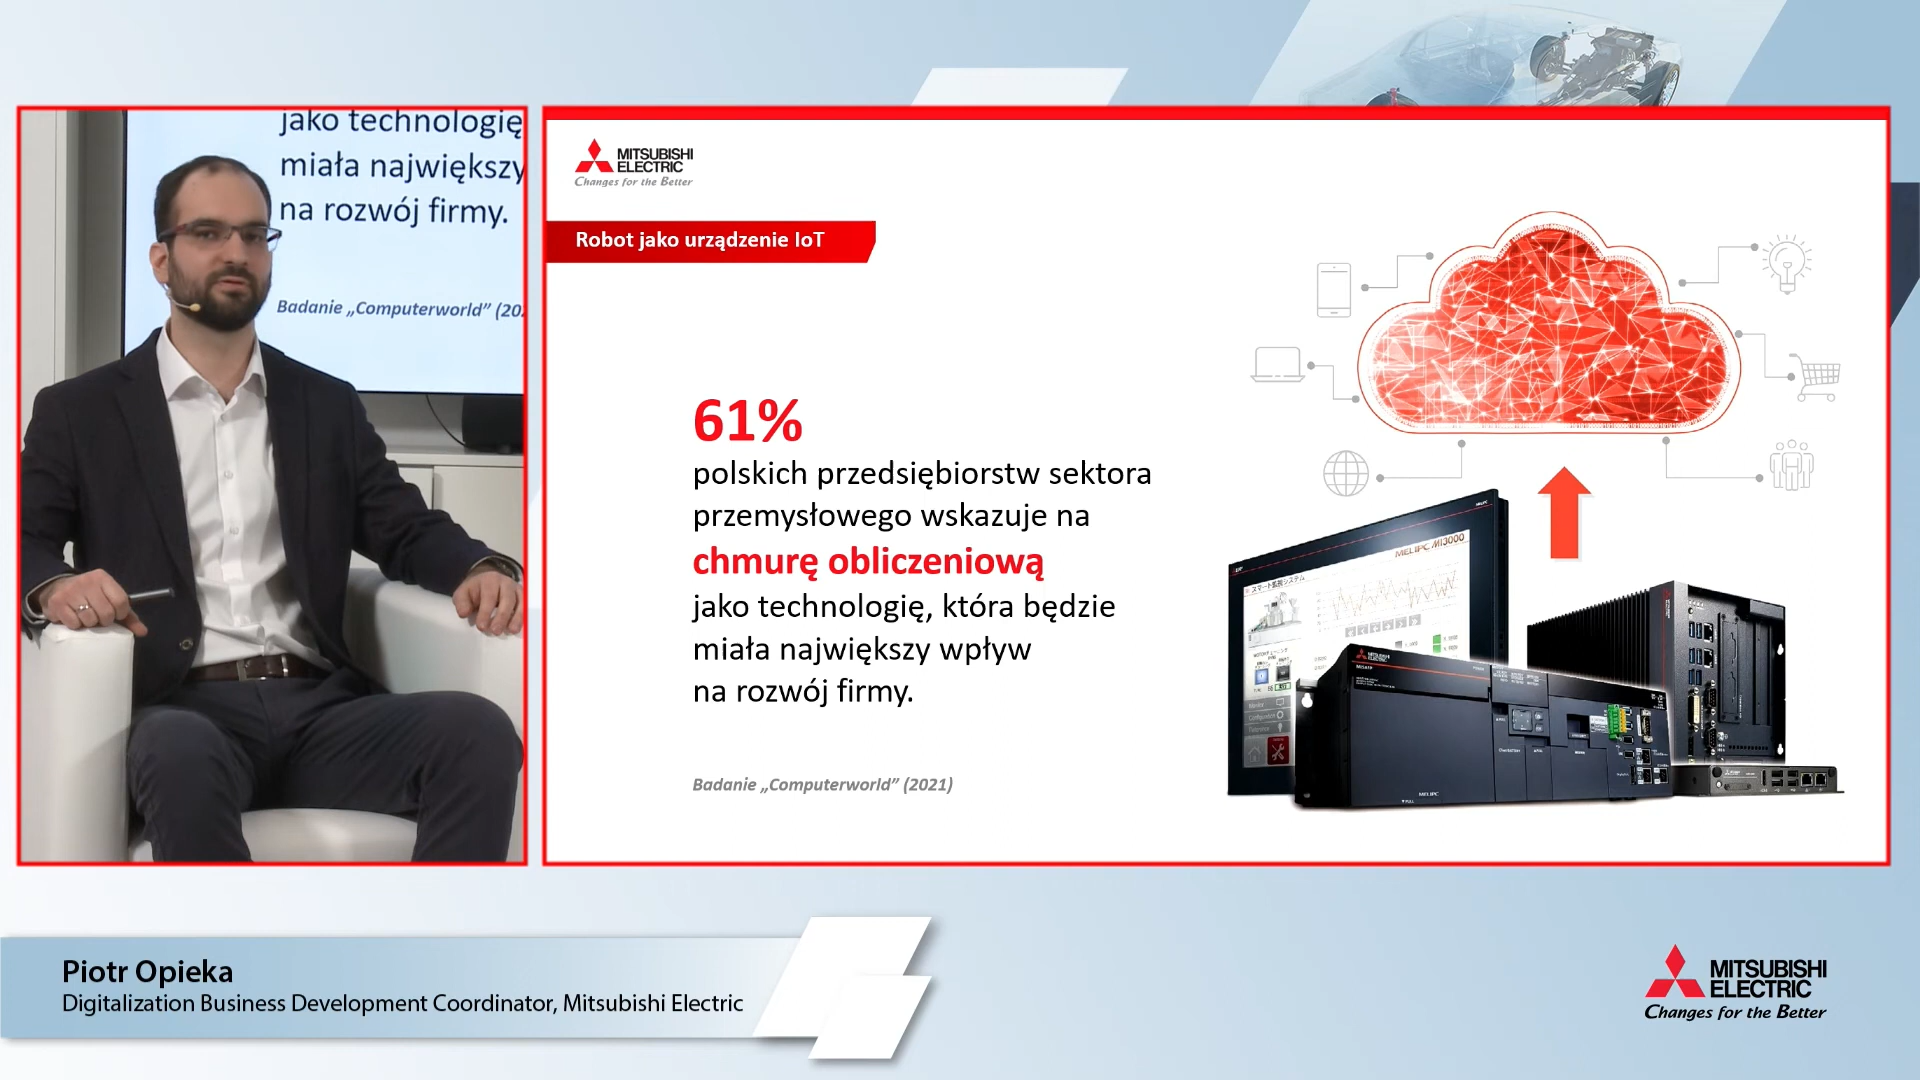 jako technologię
miała największy
na rozwój firmy.
Badanie „Computerworld” (20
MITSUBISHI
ELECTRIC
Changes for the Better
Robot jako urządzenie IoT
61%
polskich przedsiębiorstw sektora
przemysłowego wskazuje na
chmurę obliczeniową
jako technologię, która będzie
miała największy wpływ
na rozwój firmy.
Badanie „Computerworld” (2021)
MELIPC MI3000
MITSUBISHI
ELECTRIC
MELIPC
Piotr Opieka
Digitalization Business Development Coordinator, Mitsubishi Electric
MITSUBISHI
ELECTRIC
Changes for the Better